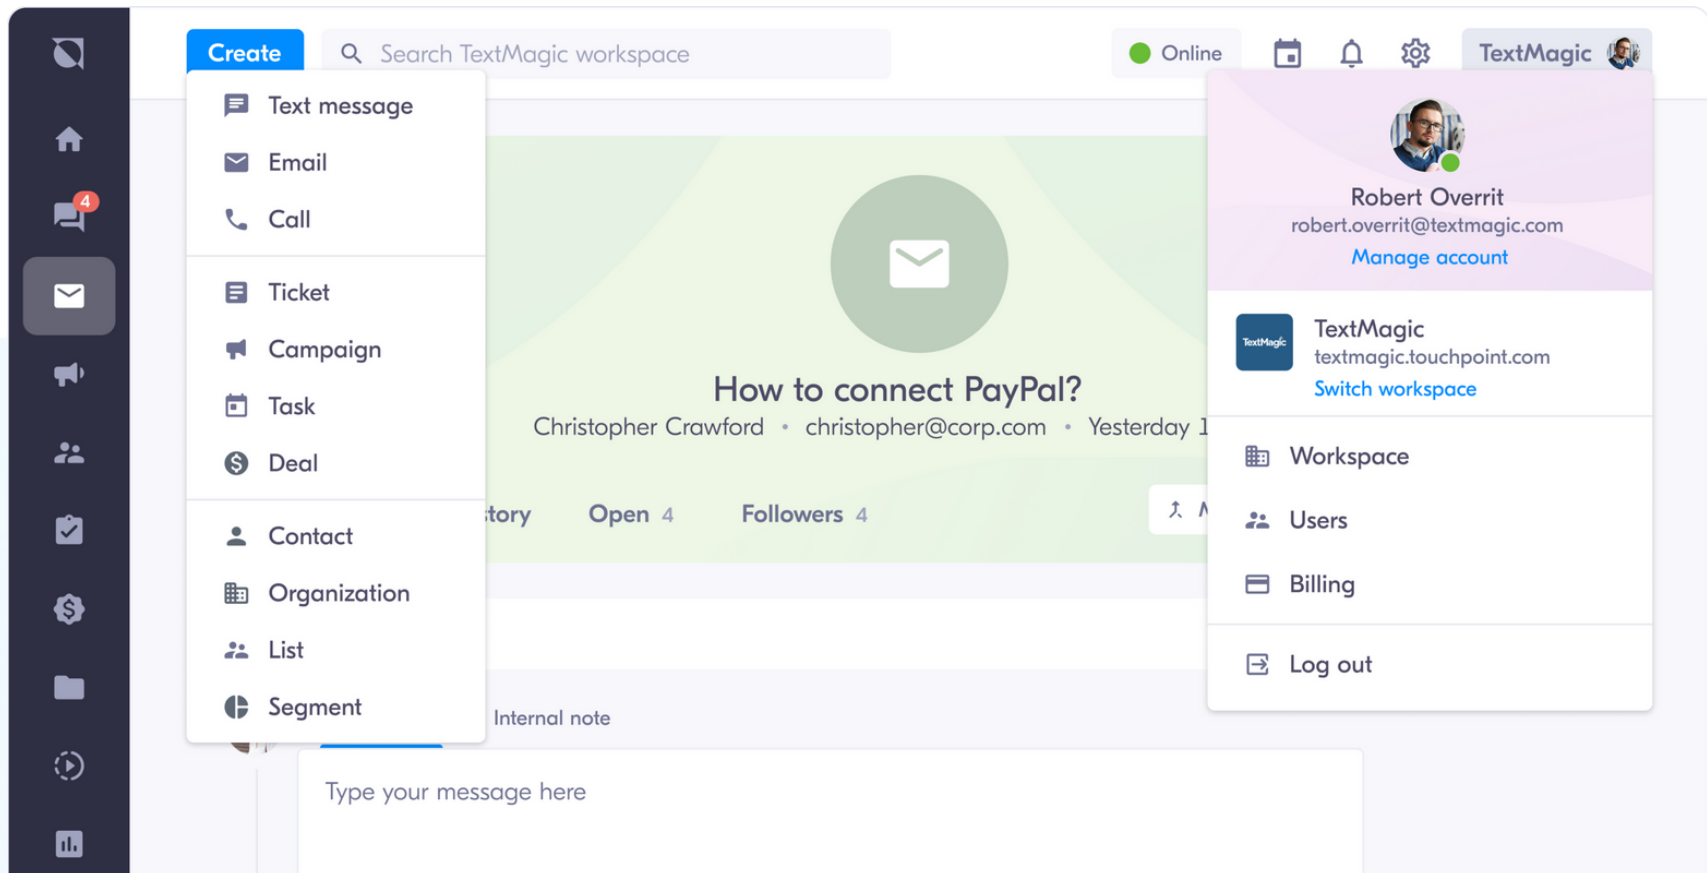 Create
Search TextMagic workspace
Online
TextMagic
Text message
Email
Call
Ticket
Campaign
Task
Deal
Contact
Organization
List
Segment
4
How to connect PayPal?
Christopher Crawford • christopher@corp.com • Yesterday
Open 4
Followers 4
Internal note
Type your message here
Robert Overrit
robert.overrit@textmagic.com
Manage account
TextMagic
TextMagic
textmagic.touchpoint.com
Switch workspace
Workspace
Users
Billing
Log out